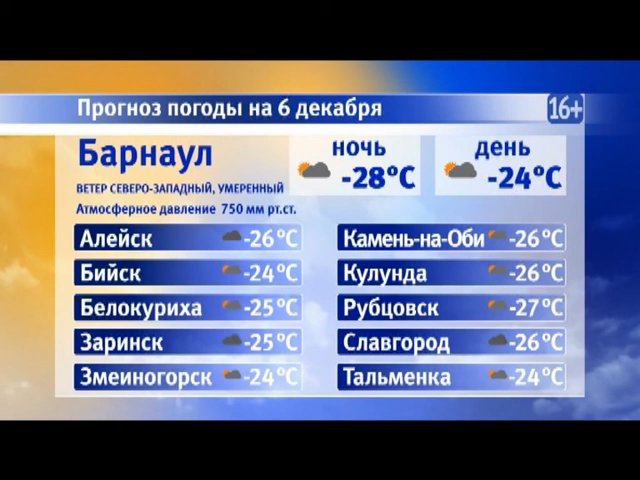 Прогноз погоды на 6 декабря
16+
Барнаул
ночь
-28°C
день
-24°C
ВЕТЕР СЕВЕРО-ЗАПАДНЫЙ, УМЕРЕННЫЙ
Атмосферное давление 750 мм рт.ст.
Алейск -26°C
Бийск -24°C
Белокуриха -25°C
Заринск -25°C
Змеиногорск -24°C
Камень-на-Оби -26°C
Кулунда -26°C
Рубцовск -27°C
Славгород -26°C
Тальменка -24°C